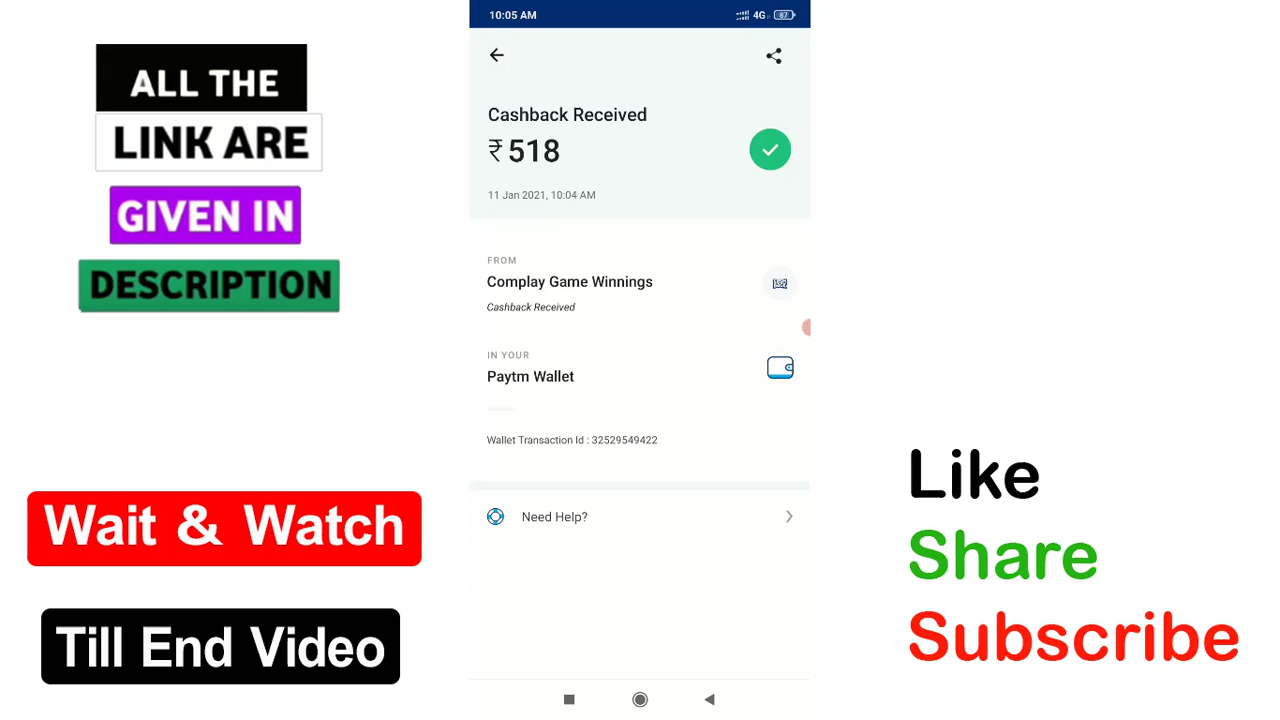 ALL THE
LINK ARE
GIVEN IN
DESCRIPTION
Wait & Watch
Till End Video
10:05 AM
4G
87
Cashback Received
₹518
11 Jan 2021, 10:04 AM
FROM
Complay Game Winnings
Cashback Received
IN YOUR
Paytm Wallet
Wallet Transaction Id : 32529549422
Need Help?
Like
Share
Subscribe